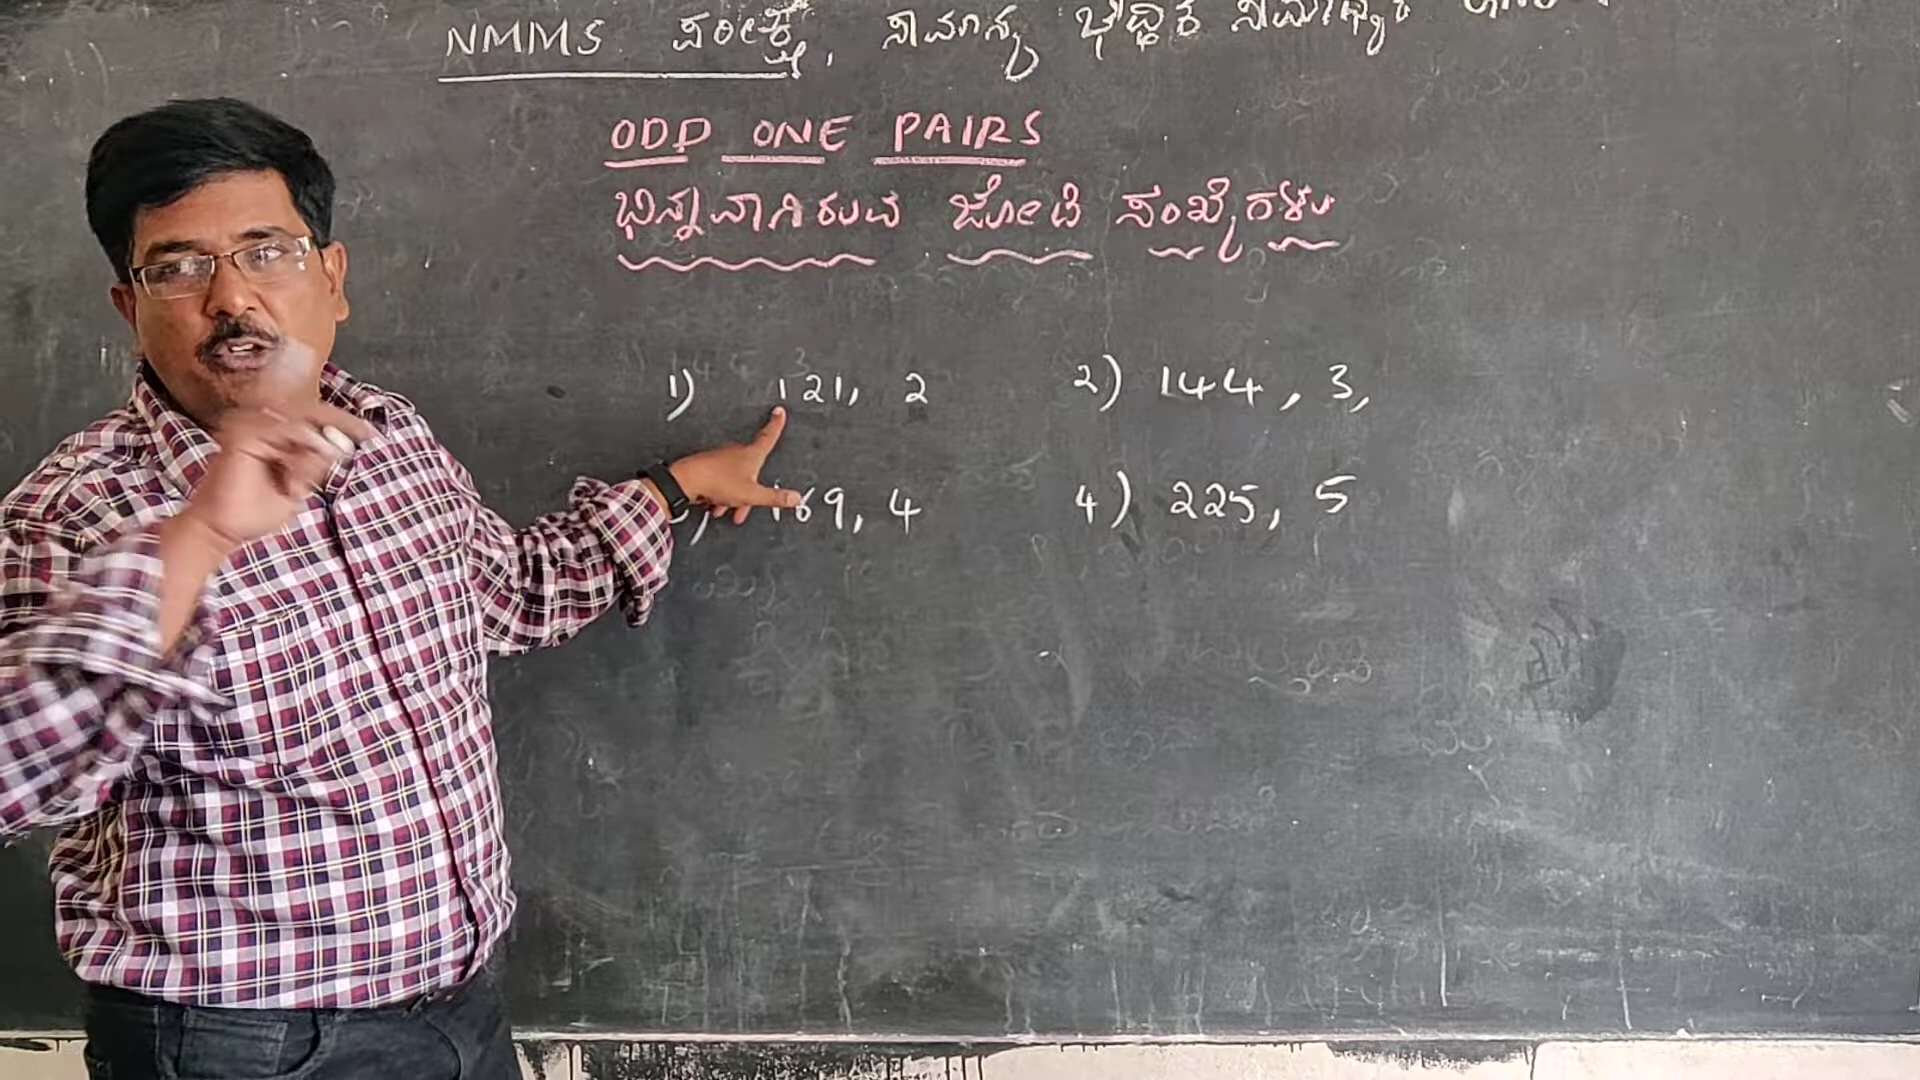 NMMS ಪರೀಕ್ಷೆ, ಸಾಮಾನ್ಯ
ODD ONE PAIRS
ಭಿನ್ನವಾಗಿರುವ ಜೋಡಿ ಸಂಖ್ಯೆಗಳು
1) 121, 2 2) 144, 3,
169, 4 4) 225, 5